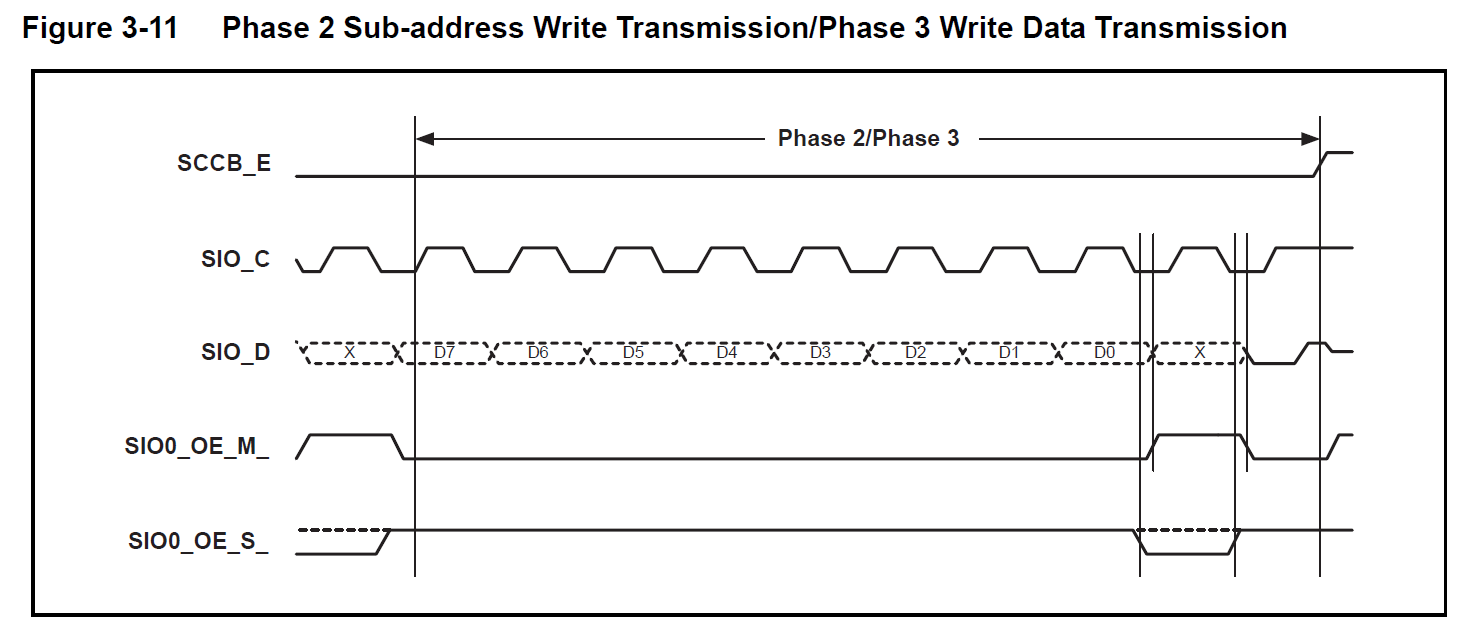 Figure 3-11 Phase 2 Sub-address Write Transmission/Phase 3 Write Data Transmission
Phase 2/Phase 3
SCCB_E
SIO_C
SIO_D X D7 D6 D5 D4 D3 D2 D1 D0 X
SIO0_OE_M_
SIO0_OE_S_